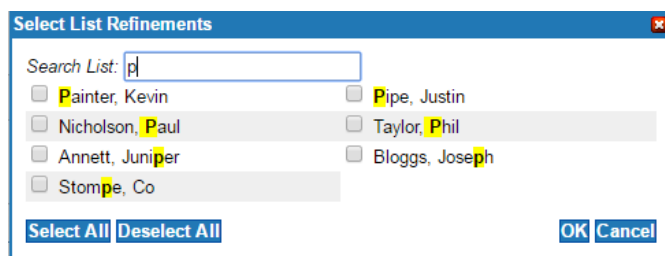 Select List Refinements
Search List: p
Painter, Kevin Pipe, Justin
Nicholson, Paul Taylor, Phil
Annett, Juniper Bloggs, Joseph
Stompe, Co
Select All Deselect All OK Cancel